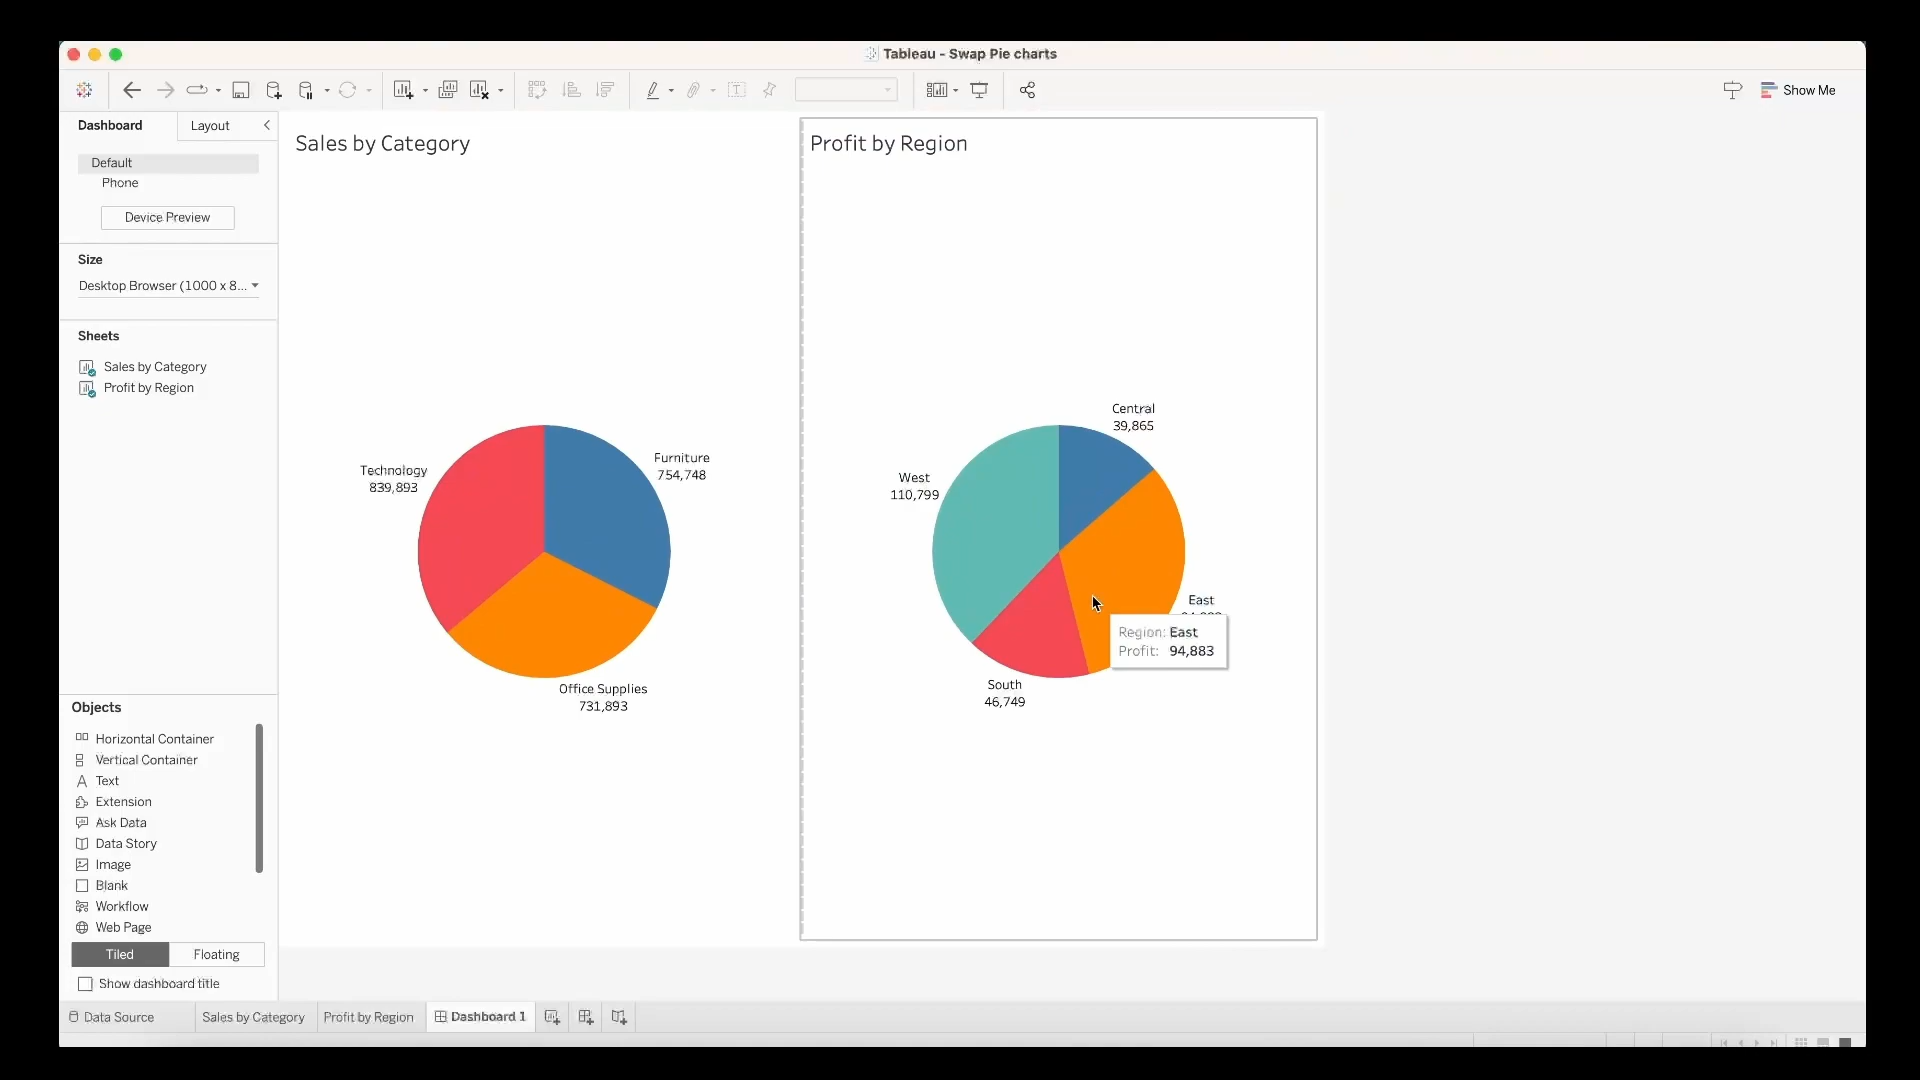 Tableau - Swap Pie charts
Show Me
Dashboard
Layout
Default
Phone
Device Preview
Size
Desktop Browser (1000 x 8...
Sheets
Sales by Category
Profit by Region
Objects
Horizontal Container
Vertical Container
Text
Extension
Ask Data
Data Story
Image
Blank
Workflow
Web Page
Tiled
Floating
Show dashboard title
Sales by Category
Technology
839,893
Furniture
754,748
Office Supplies
731,893
Profit by Region
Central
39,865
West
110,799
East
Region: East
Profit: 94,883
South
46,749
Data Source
Sales by Category
Profit by Region
Dashboard 1